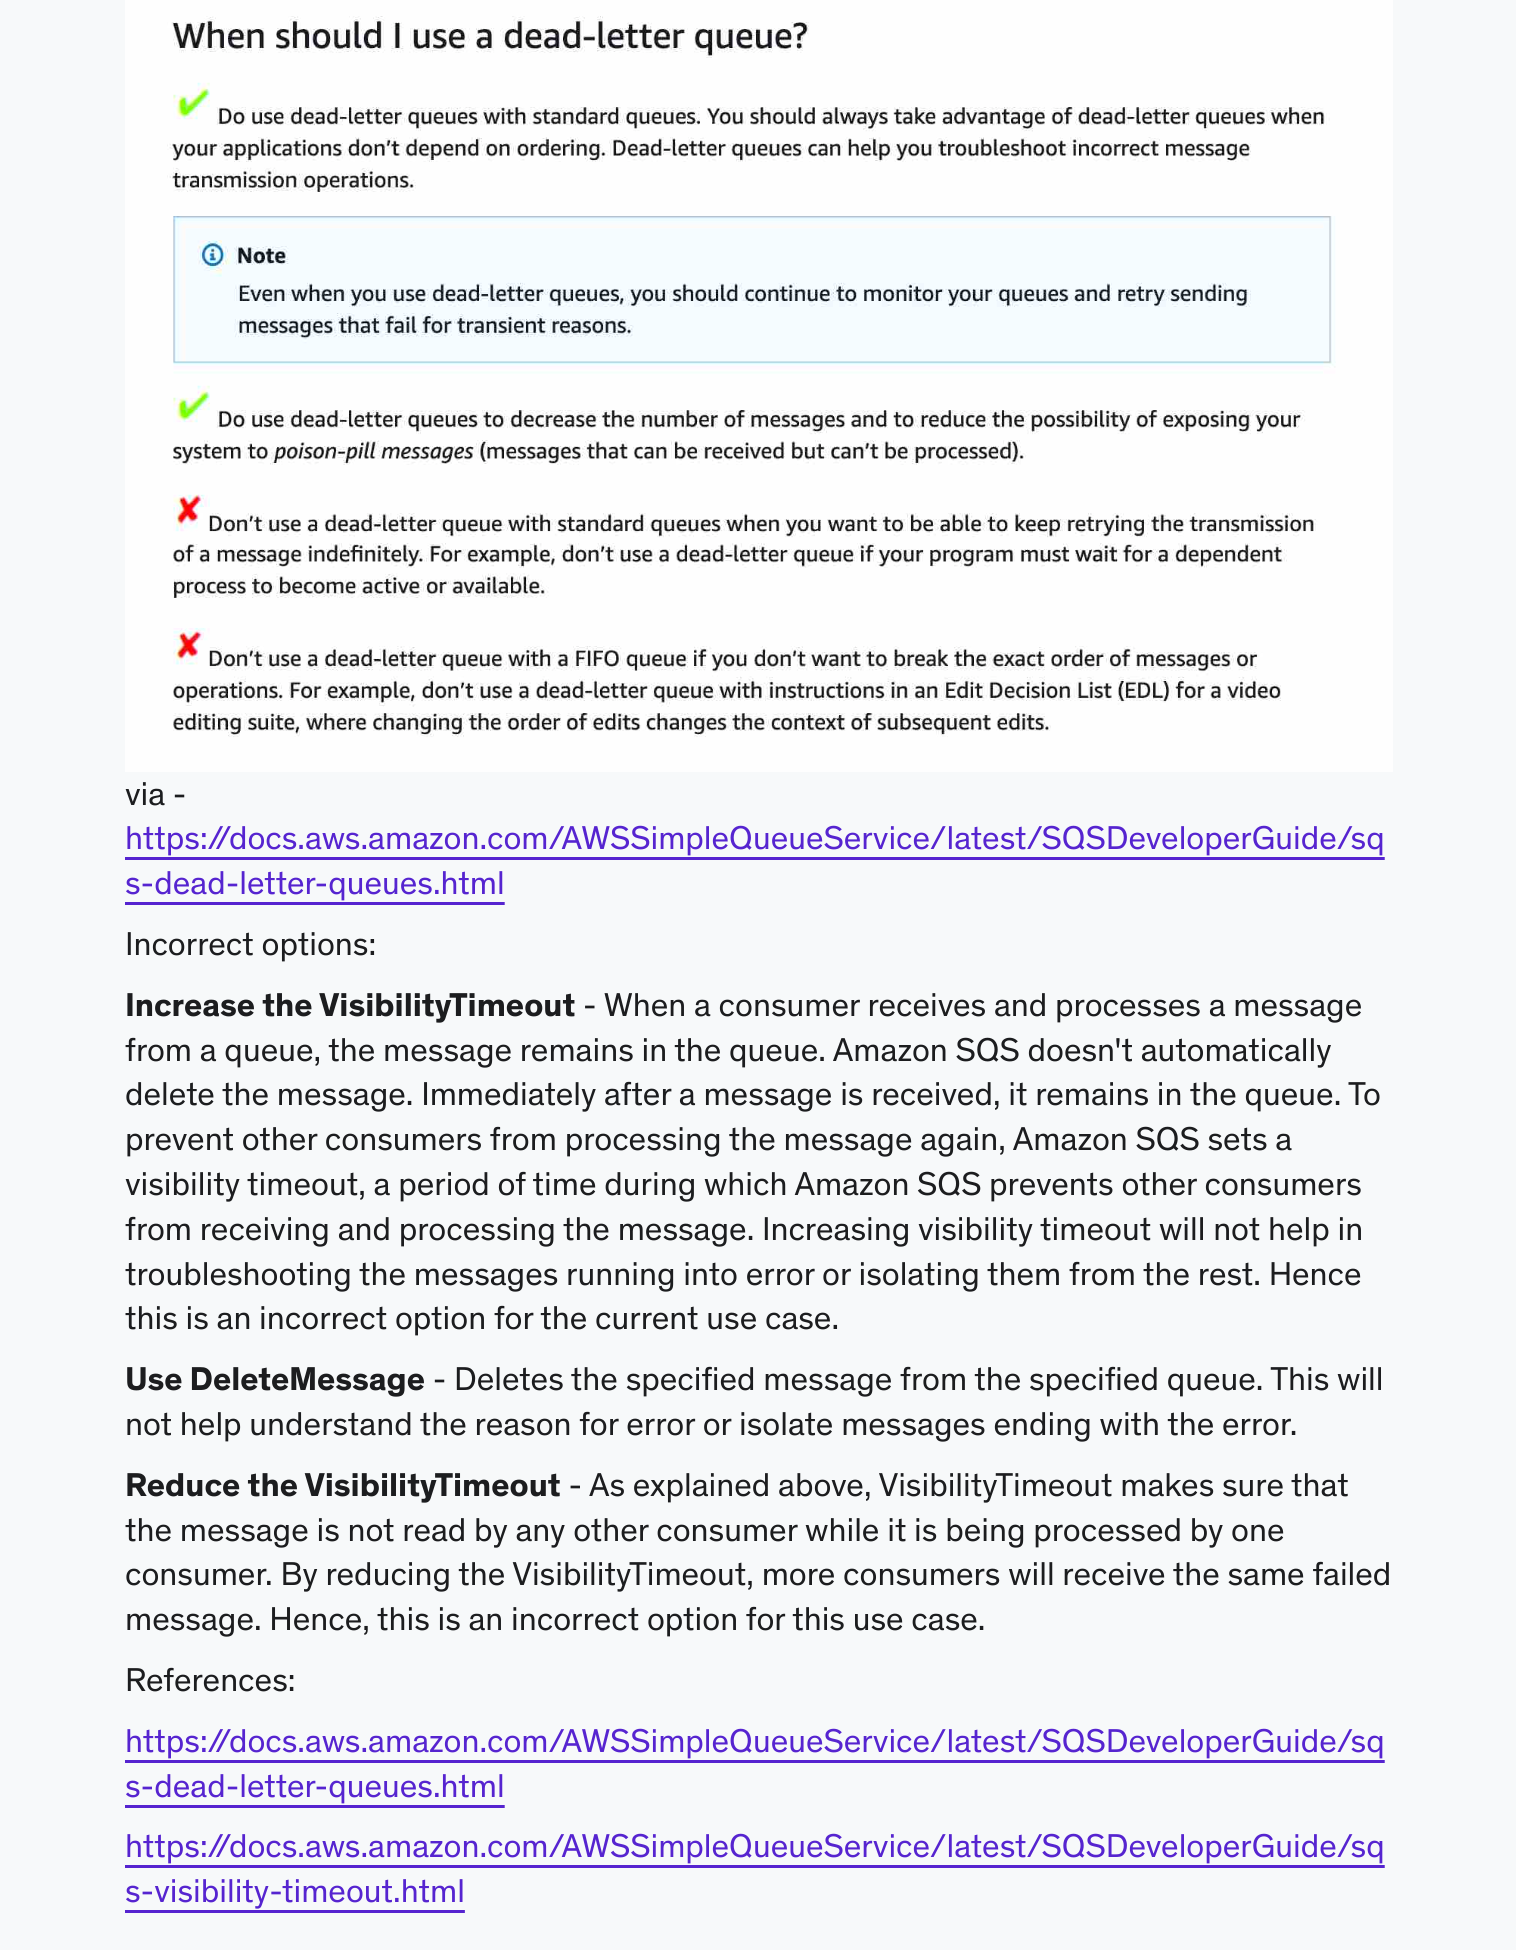 When should I use a dead-letter queue?
Do use dead-letter queues with standard queues. You should always take advantage of dead-letter queues when
your applications don’t depend on ordering. Dead-letter queues can help you troubleshoot incorrect message
transmission operations.
Note
Even when you use dead-letter queues, you should continue to monitor your queues and retry sending
messages that fail for transient reasons.
Do use dead-letter queues to decrease the number of messages and to reduce the possibility of exposing your
system to poison-pill messages (messages that can be received but can’t be processed).
Don’t use a dead-letter queue with standard queues when you want to be able to keep retrying the transmission
of a message indefinitely. For example, don’t use a dead-letter queue if your program must wait for a dependent
process to become active or available.
Don’t use a dead-letter queue with a FIFO queue if you don’t want to break the exact order of messages or
operations. For example, don’t use a dead-letter queue with instructions in an Edit Decision List (EDL) for a video
editing suite, where changing the order of edits changes the context of subsequent edits.
via -
https://docs.aws.amazon.com/AWSSimpleQueueService/latest/SQSDeveloperGuide/sq
s-dead-letter-queues.html
Incorrect options:
Increase the VisibilityTimeout - When a consumer receives and processes a message
from a queue, the message remains in the queue. Amazon SQS doesn't automatically
delete the message. Immediately after a message is received, it remains in the queue. To
prevent other consumers from processing the message again, Amazon SQS sets a
visibility timeout, a period of time during which Amazon SQS prevents other consumers
from receiving and processing the message. Increasing visibility timeout will not help in
troubleshooting the messages running into error or isolating them from the rest. Hence
this is an incorrect option for the current use case.
Use DeleteMessage - Deletes the specified message from the specified queue. This will
not help understand the reason for error or isolate messages ending with the error.
Reduce the VisibilityTimeout - As explained above, VisibilityTimeout makes sure that
the message is not read by any other consumer while it is being processed by one
consumer. By reducing the VisibilityTimeout, more consumers will receive the same failed
message. Hence, this is an incorrect option for this use case.
References:
https://docs.aws.amazon.com/AWSSimpleQueueService/latest/SQSDeveloperGuide/sq
s-dead-letter-queues.html
https://docs.aws.amazon.com/AWSSimpleQueueService/latest/SQSDeveloperGuide/sq
s-visibility-timeout.html